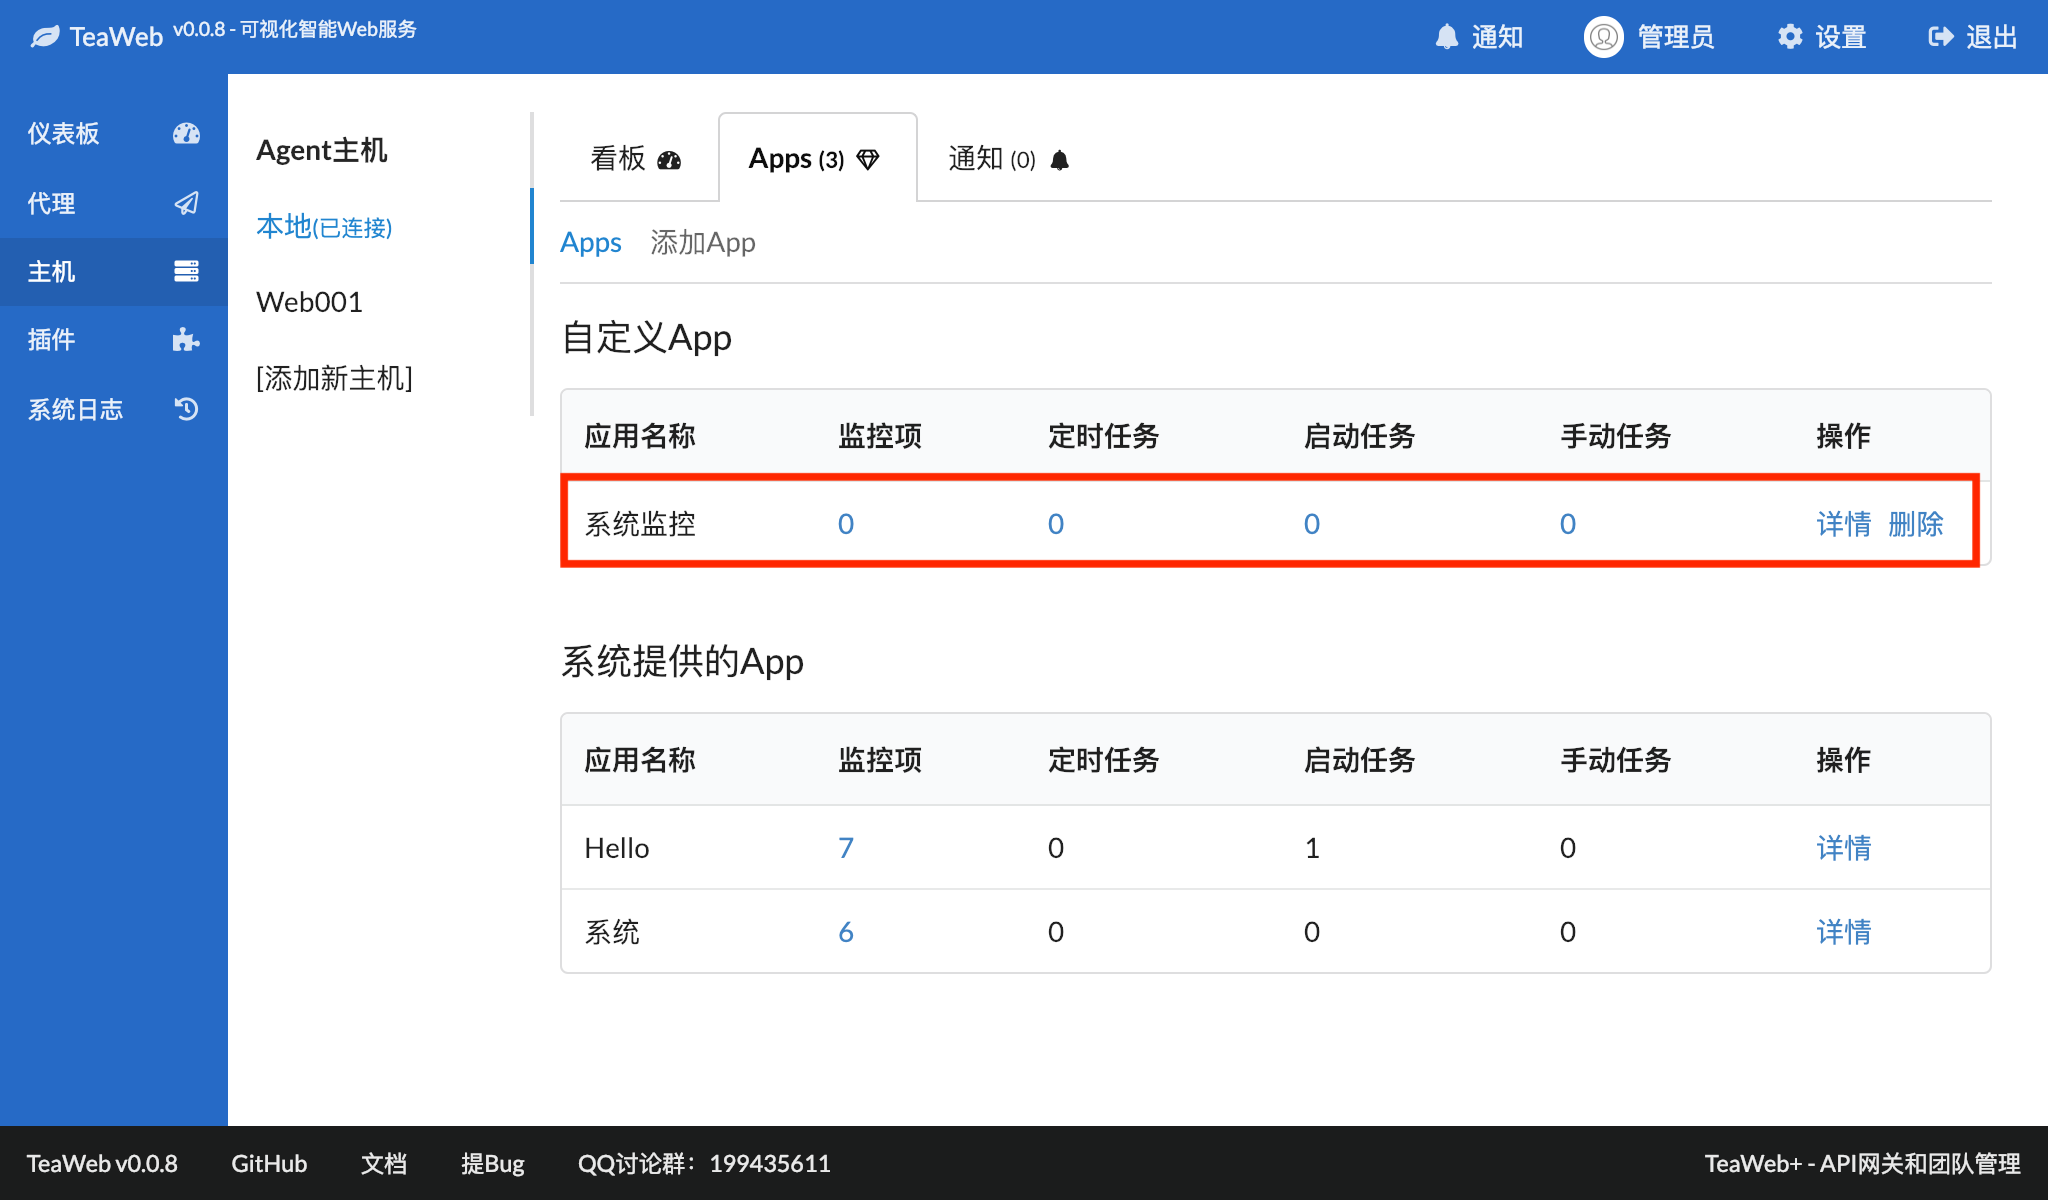 TeaWeb v0.0.8 - 可视化智能Web服务
通知 管理员 设置 退出
仪表板
代理
主机
插件
系统日志
Agent主机
本地(已连接)
Web001
[添加新主机]
看板 Apps (3) 通知 (0)
Apps 添加App
自定义App
应用名称 监控项 定时任务 启动任务 手动任务 操作
系统监控 0 0 0 0 详情 删除
系统提供的App
应用名称 监控项 定时任务 启动任务 手动任务 操作
Hello 7 0 1 0 详情
系统 6 0 0 0 详情
TeaWeb v0.0.8 GitHub 文档 提Bug QQ讨论群：199435611 TeaWeb+ - API网关和团队管理